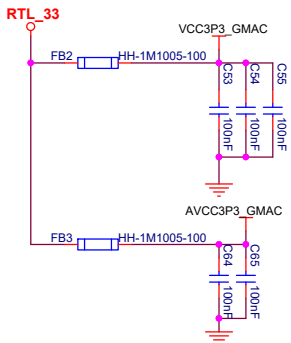 RTL_33
VCC3P3_GMAC
FB2
HH-1M1005-100
C53
C54
C55
100nF
100nF
100nF
AVCC3P3_GMAC
FB3
HH-1M1005-100
C64
C65
100nF
100nF